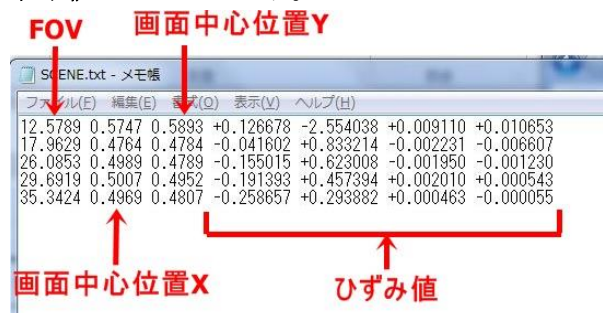 FOV 画面中心位置Y
SCENE.txt - メモ帳
ファイル(F) 編集(E) 書式(O) 表示(V) ヘルプ(H)
12.5789 0.5747 0.5893 +0.126678 -2.554038 +0.009110 +0.010653
17.9629 0.4764 0.4784 -0.041602 +0.833214 -0.002231 -0.006607
26.0853 0.4989 0.4789 -0.155015 +0.623008 -0.001950 -0.001230
29.6919 0.5007 0.4952 -0.191393 +0.457394 +0.002010 +0.000543
35.3424 0.4969 0.4807 -0.258657 +0.293882 +0.000463 -0.000055
画面中心位置X ひずみ値